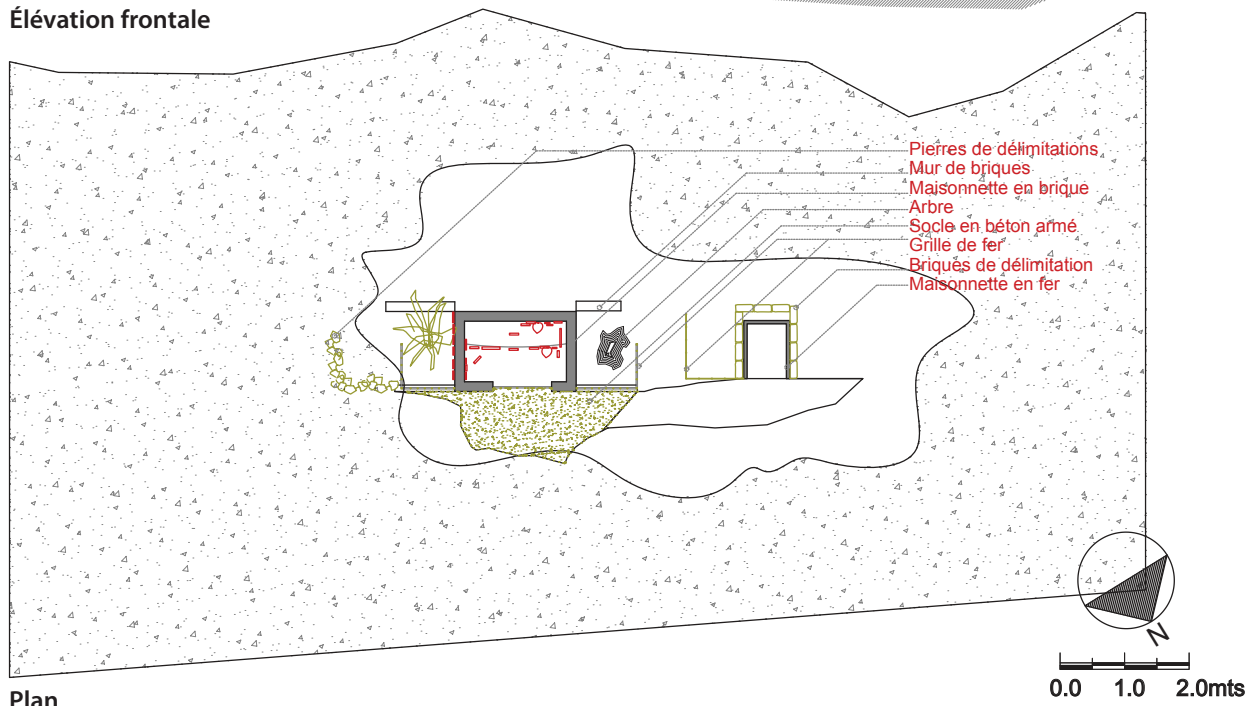 Élévation frontale
Pierres de délimitations
Mur de briques
Maisonnette en brique
Arbre
Socle en béton armé
Grille de fer
Briques de délimitation
Maisonnette en fer
N
0.0 1.0 2.0mts
Plan